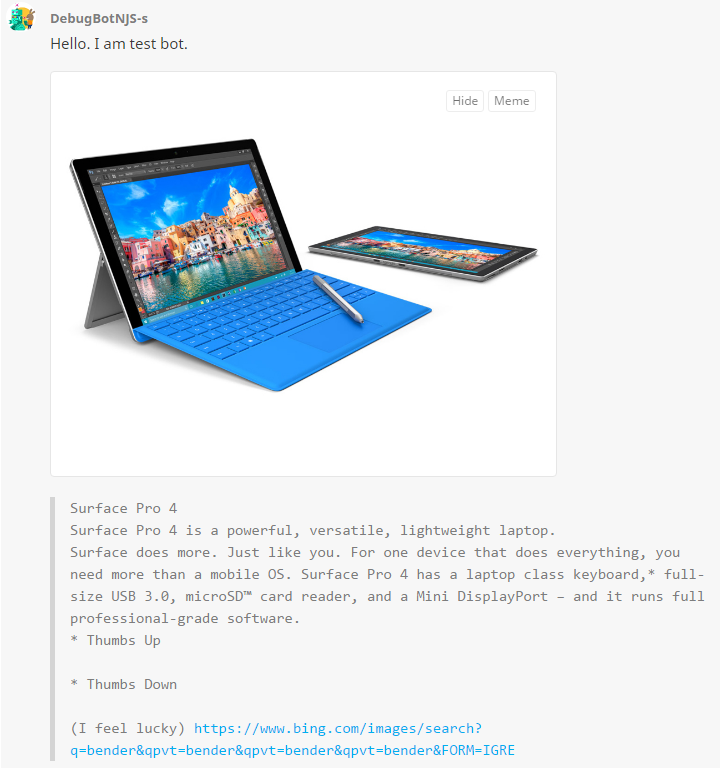 DebugBotNJS-s
Hello. I am test bot.
Hide Meme
Surface Pro 4
Surface Pro 4 is a powerful, versatile, lightweight laptop.
Surface does more. Just like you. For one device that does everything, you
need more than a mobile OS. Surface Pro 4 has a laptop class keyboard,* full-
size USB 3.0, microSD™ card reader, and a Mini DisplayPort – and it runs full
professional-grade software.
* Thumbs Up
* Thumbs Down
(I feel lucky) https://www.bing.com/images/search?
q=bender&qpvt=bender&qpvt=bender&qpvt=bender&FORM=IGRE